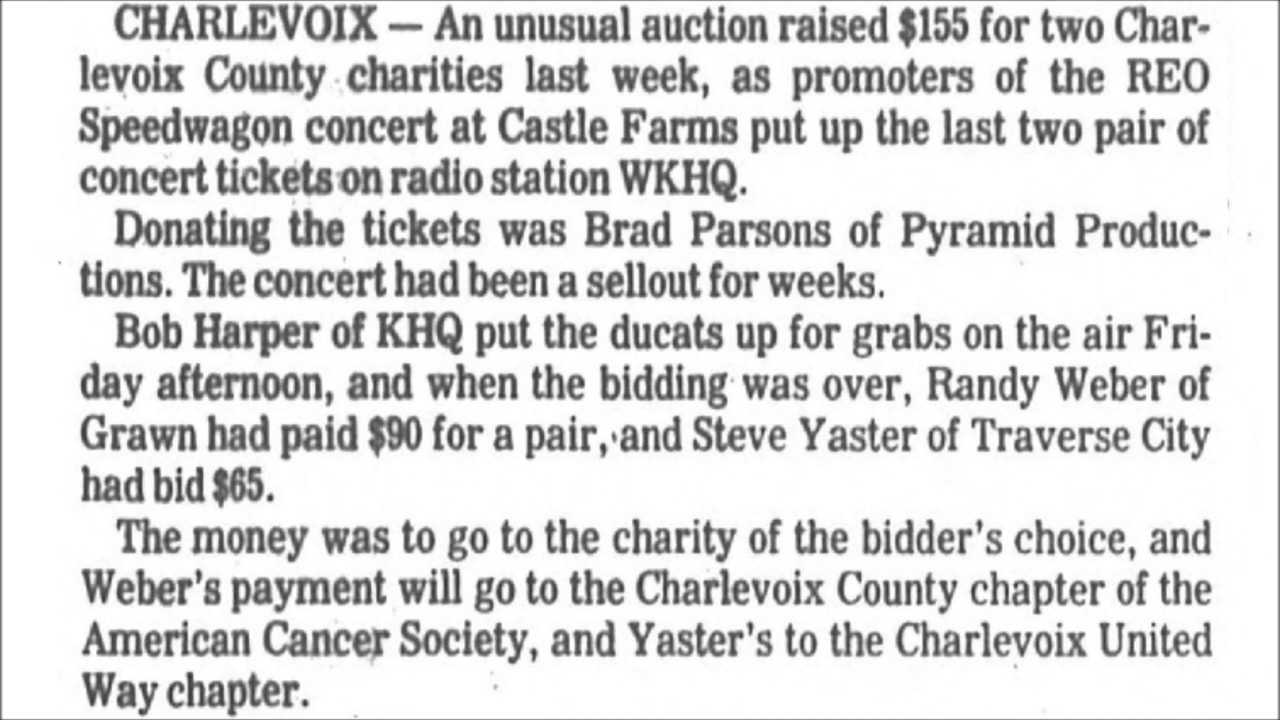 CHARLEVOIX — An unusual auction raised $155 for two Char-
levoix County charities last week, as promoters of the REO
Speedwagon concert at Castle Farms put up the last two pair of
concert tickets on radio station WKHQ.
Donating the tickets was Brad Parsons of Pyramid Produc-
tions. The concert had been a sellout for weeks.
Bob Harper of KHQ put the ducats up for grabs on the air Fri-
day afternoon, and when the bidding was over, Randy Weber of
Grawn had paid $90 for a pair, and Steve Yaster of Traverse City
had bid $65.
The money was to go to the charity of the bidder's choice, and
Weber's payment will go to the Charlevoix County chapter of the
American Cancer Society, and Yaster's to the Charlevoix United
Way chapter.